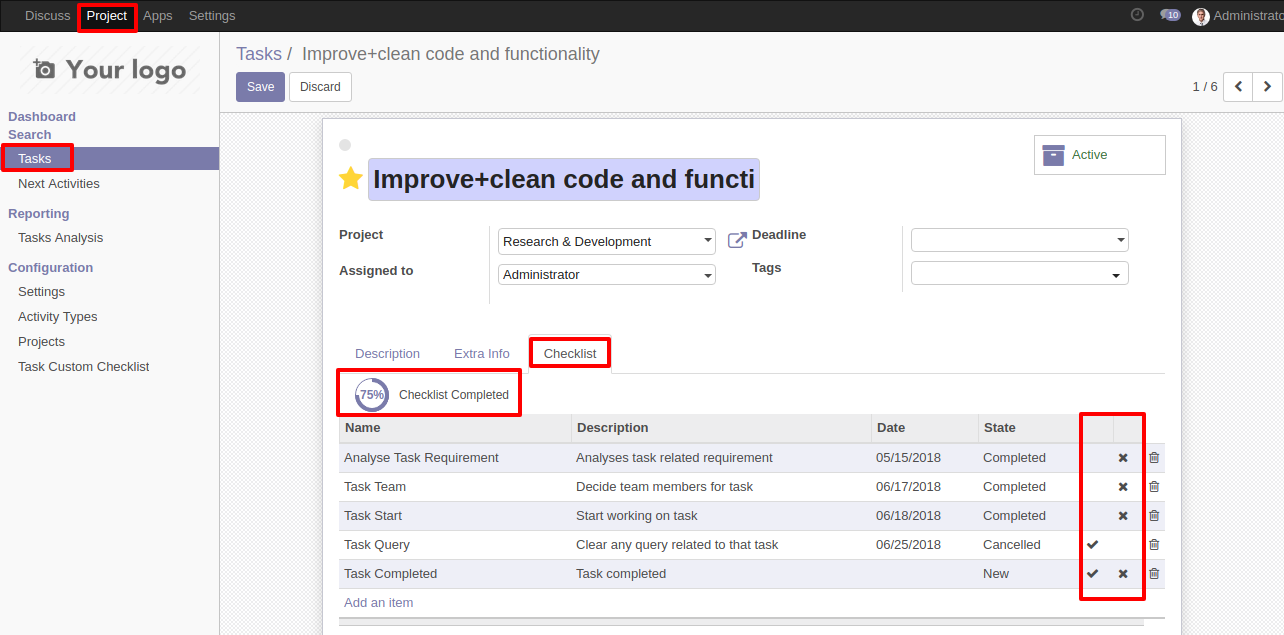 Discuss Project Apps Settings 10 Administrato
Your logo
Dashboard
Search
Tasks
Next Activities
Reporting
Tasks Analysis
Configuration
Settings
Activity Types
Projects
Task Custom Checklist
Tasks / Improve+clean code and functionality
Save Discard
1 / 6
Active
Improve+clean code and functi
Project Research & Development
Deadline
Assigned to Administrator
Tags
Description Extra Info Checklist
75% Checklist Completed
Name Description Date State
Analyse Task Requirement Analyses task related requirement 05/15/2018 Completed
Task Team Decide team members for task 06/17/2018 Completed
Task Start Start working on task 06/18/2018 Completed
Task Query Clear any query related to that task 06/25/2018 Cancelled
Task Completed Task completed New
Add an item